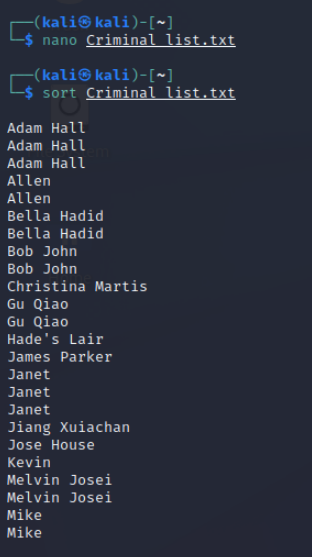 ┌──(kali㉿kali)-[~]
└─$ nano Criminal list.txt
┌──(kali㉿kali)-[~]
└─$ sort Criminal list.txt
Adam Hall
Adam Hall
Adam Hall
Allen
Allen
Bella Hadid
Bella Hadid
Bob John
Bob John
Christina Martis
Gu Qiao
Gu Qiao
Hade's Lair
James Parker
Janet
Janet
Janet
Jiang Xuiachan
Jose House
Kevin
Melvin Josei
Melvin Josei
Mike
Mike